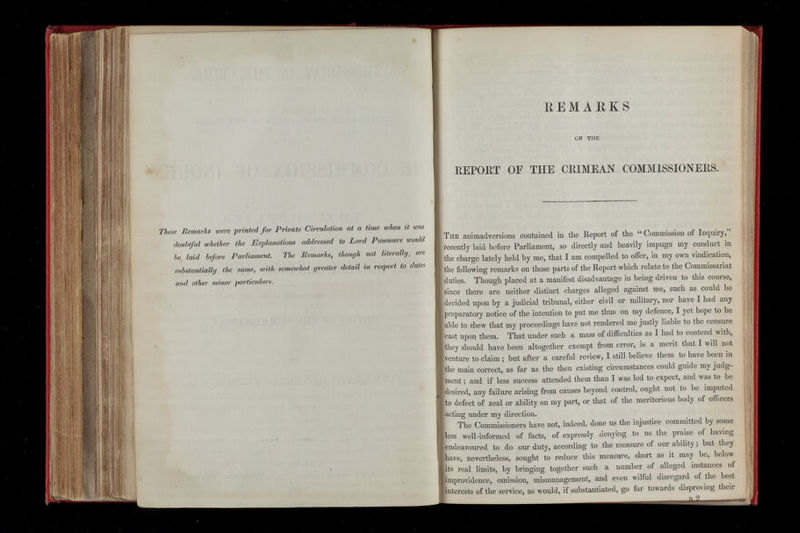 These Remarks were printed for Private Circulation at a time when it was
doubtful whether the Explanations addressed to Lord Panmure would
be laid before Parliament. The Remarks, though not literally, are
substantially the same, with somewhat greater detail in respect to dates
and other minor particulars.
REMARKS
ON THE
REPORT OF THE CRIMEAN COMMISSIONERS.
The animadversions contained in the Report of the "Commission of Inquiry,"
recently laid before Parliament, so directly and heavily impugn my conduct in
the charge lately held by me, that I am compelled to offer, in my own vindication,
the following remarks on those parts of the Report which relate to the Commissariat
duties. Though placed at a manifest disadvantage in being driven to this course,
since there are neither distinct charges alleged against me, such as could be
decided upon by a judicial tribunal, either civil or military, nor have I had any
preparatory notice of the intention to put me thus on my defence, I yet hope to be
able to shew that my proceedings have not rendered me justly liable to the censure
cast upon them. That under such a mass of difficulties as I had to contend with,
they should have been altogether exempt from error, is a merit that I will not
venture to claim; but after a careful review, I still believe them to have been in
the main correct, as far as the then existing circumstances could guide my judg-
ment; and if less success attended them than I was led to expect, and was to be
desired, any failure arising from causes beyond control, ought not to be imputed
to defect of zeal or ability on my part, or that of the meritorious body of officers
acting under my direction.
The Commissioners have not, indeed, done us the injustice committed by some
less well-informed of facts, of expressly denying to us the praise of having
endeavoured to do our duty, according to the measure of our ability; but they
have, nevertheless, sought to reduce this measure, short as it may be, below
its real limits, by bringing together such a number of alleged instances of
improvidence, omission, mismanagement, and even wilful disregard of the best
interests of the service, as would, if substantiated, go far towards disproving their
B 2